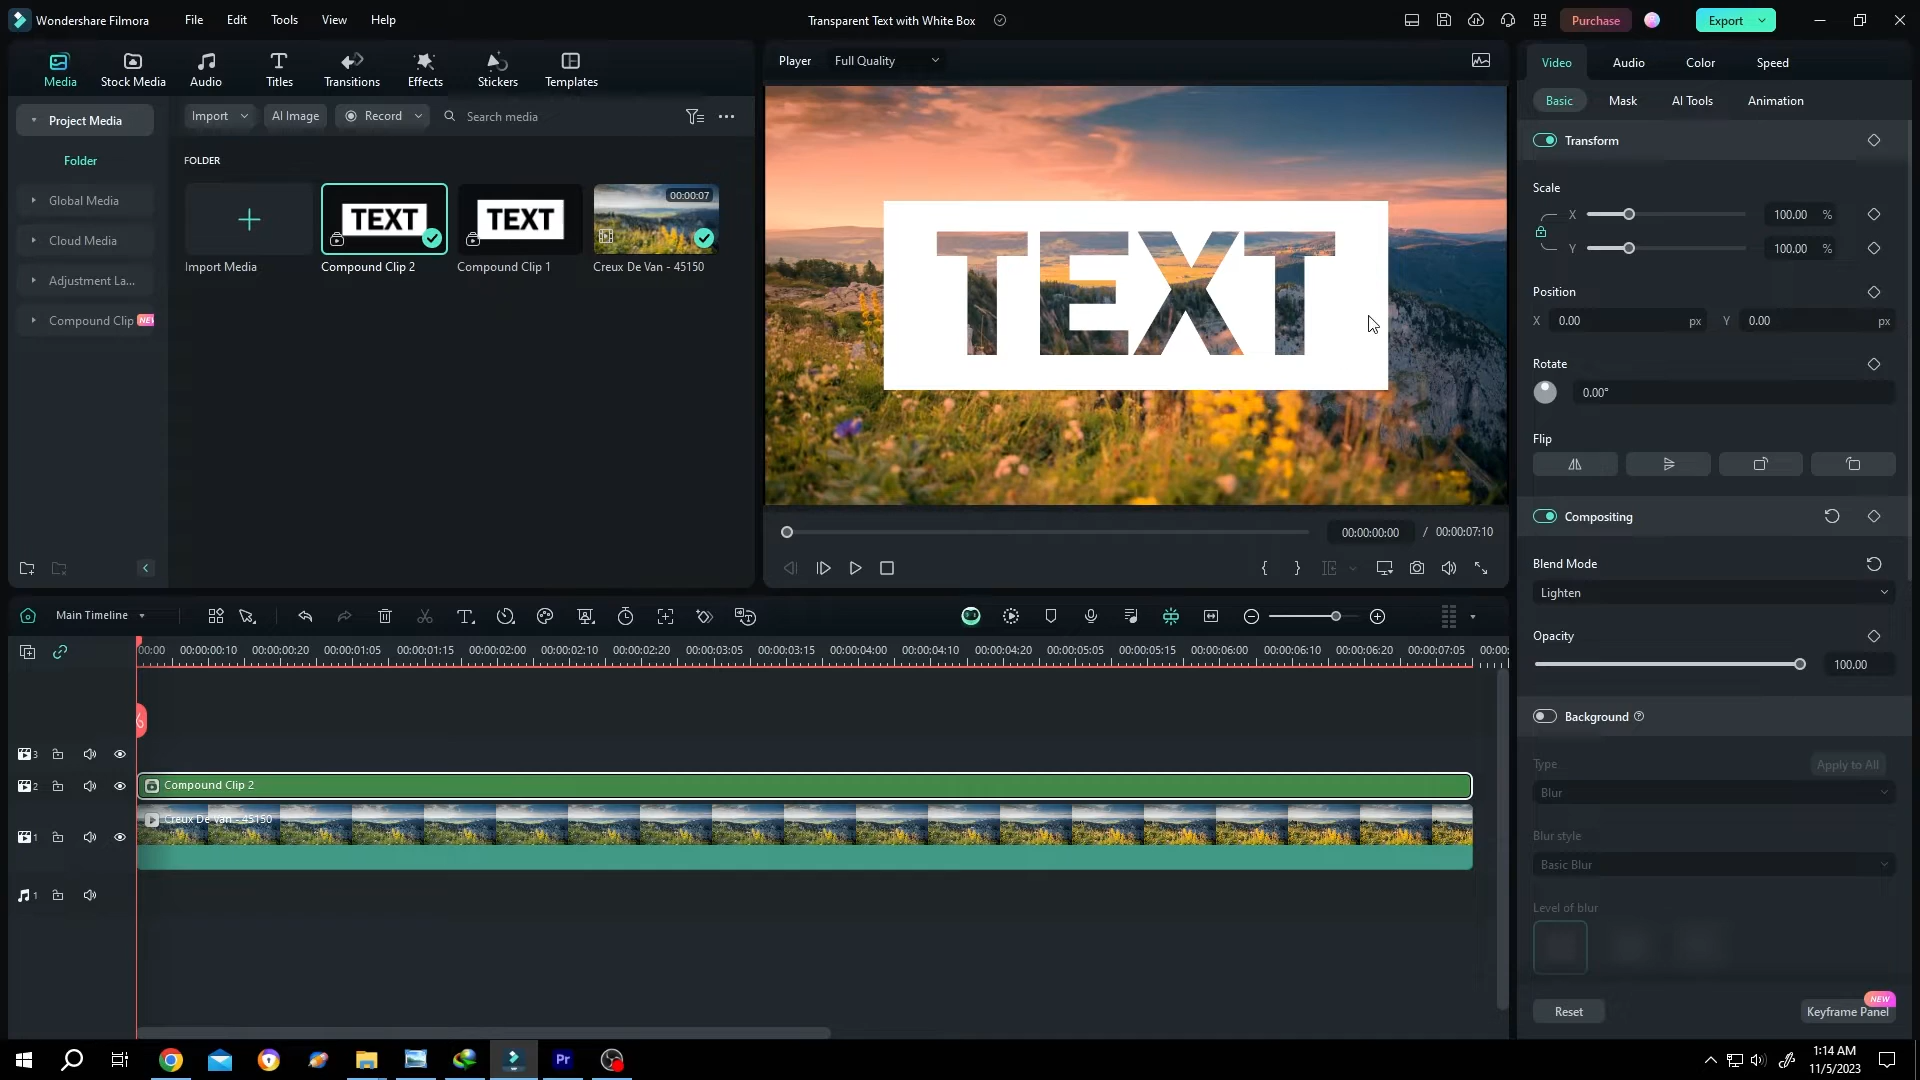 Wondershare Filmora
File
Edit
Tools
View
Help
Transparent Text with White Box
Purchase
Export
Media
Stock Media
Audio
Titles
Transitions
Effects
Stickers
Templates
Player
Full Quality
Video
Audio
Color
Speed
Basic
Mask
AI Tools
Animation
Project Media
Import
AI Image
Record
Search media
Folder
FOLDER
Global Media
Cloud Media
Adjustment La...
Compound Clip
NEW
Import Media
TEXT
Compound Clip 2
TEXT
Compound Clip 1
00:00:07
Creux De Van - 45150
TEXT
00:00:00:00
/ 00:00:07:10
{ }
Transform
Scale
X
100.00
%
Y
100.00
%
Position
X
0.00
px
Y
0.00
px
Rotate
0.00°
Flip
Compositing
Blend Mode
Lighten
Opacity
100.00
Background
Type
Apply to All
Blur
Blur style
Basic Blur
Level of blur
Reset
NEW
Keyframe Panel
Main Timeline
00:00
00:00:00:10
00:00:00:20
00:00:01:05
00:00:01:15
00:00:02:00
00:00:02:10
00:00:02:20
00:00:03:05
00:00:03:15
00:00:04:00
00:00:04:10
00:00:04:20
00:00:05:05
00:00:05:15
00:00:06:00
00:00:06:10
00:00:06:20
00:00:07:05
00:00:
3
2
Compound Clip 2
1
Creux De Van - 45150
1
Pr
1:14 AM
11/5/2023